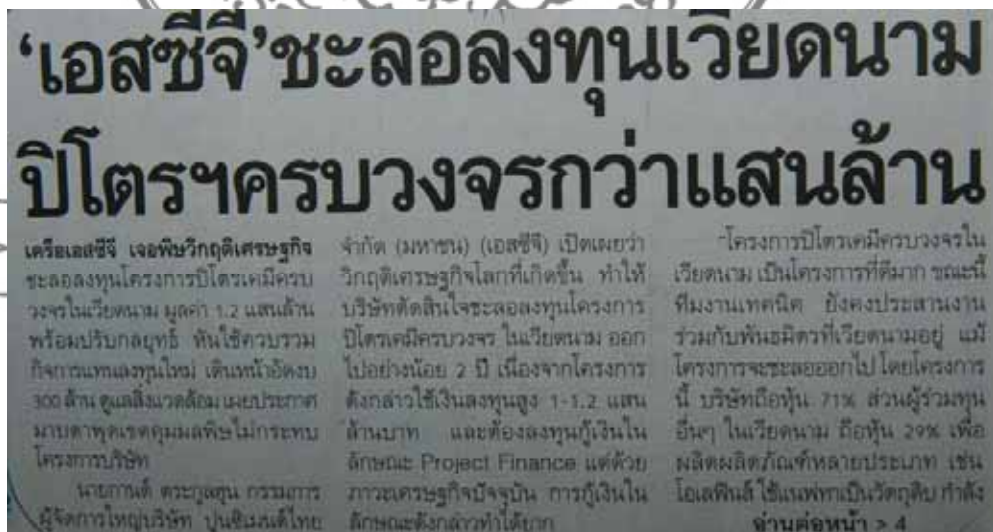 ‘เอสซีจี’ชะลอลงทุนเวียดนาม
ปิโตรฯครบวงจรกว่าแสนล้าน
เครือเอสซีจี เจอพิษวิกฤติเศรษฐกิจ
ชะลอลงทุนโครงการปิโตรเคมีครบ
วงจรในเวียดนาม มูลค่า 1.2 แสนล้าน
พร้อมปรับกลยุทธ์ หันใช้ควบรวม
กิจการแทนลงทุนใหม่ เดินหน้าอัดงบ
300 ล้าน ดูแลสิ่งแวดล้อม เผยประกาศ
มาบตาพุดเขตคุมมลพิษไม่กระทบ
โครงการบริษัท
นายกานต์ ตระกูลฮุน กรรมการ
ผู้จัดการใหญ่บริษัท ปูนซิเมนต์ไทย
จำกัด (มหาชน) (เอสซีจี) เปิดเผยว่า
วิกฤติเศรษฐกิจโลกที่เกิดขึ้น ทำให้
บริษัทตัดสินใจชะลอลงทุนโครงการ
ปิโตรเคมีครบวงจร ในเวียดนาม ออก
ไปอย่างน้อย 2 ปี เนื่องจากโครงการ
ดังกล่าวใช้เงินลงทุนสูง 1-1.2 แสน
ล้านบาท และต้องลงทุนกู้เงินใน
ลักษณะ Project Finance แต่ด้วย
ภาวะเศรษฐกิจปัจจุบัน การกู้เงินใน
ลักษณะดังกล่าวทำได้ยาก
"โครงการปิโตรเคมีครบวงจรใน
เวียดนาม เป็นโครงการที่ดีมาก ขณะนี้
ทีมงานเทคนิค ยังคงประสานงาน
ร่วมกับพันธมิตรที่เวียดนามอยู่ แม้
โครงการจะชะลอออกไป โดยโครงการ
นี้ บริษัทถือหุ้น 71% ส่วนผู้ร่วมทุน
อื่นๆ ในเวียดนาม ถือหุ้น 29% เพื่อ
ผลิตผลิตภัณฑ์หลายประเภท เช่น
โอเลฟินส์ ใช้แนฟทาเป็นวัตถุดิบ กำลัง
อ่านต่อหน้า > 4